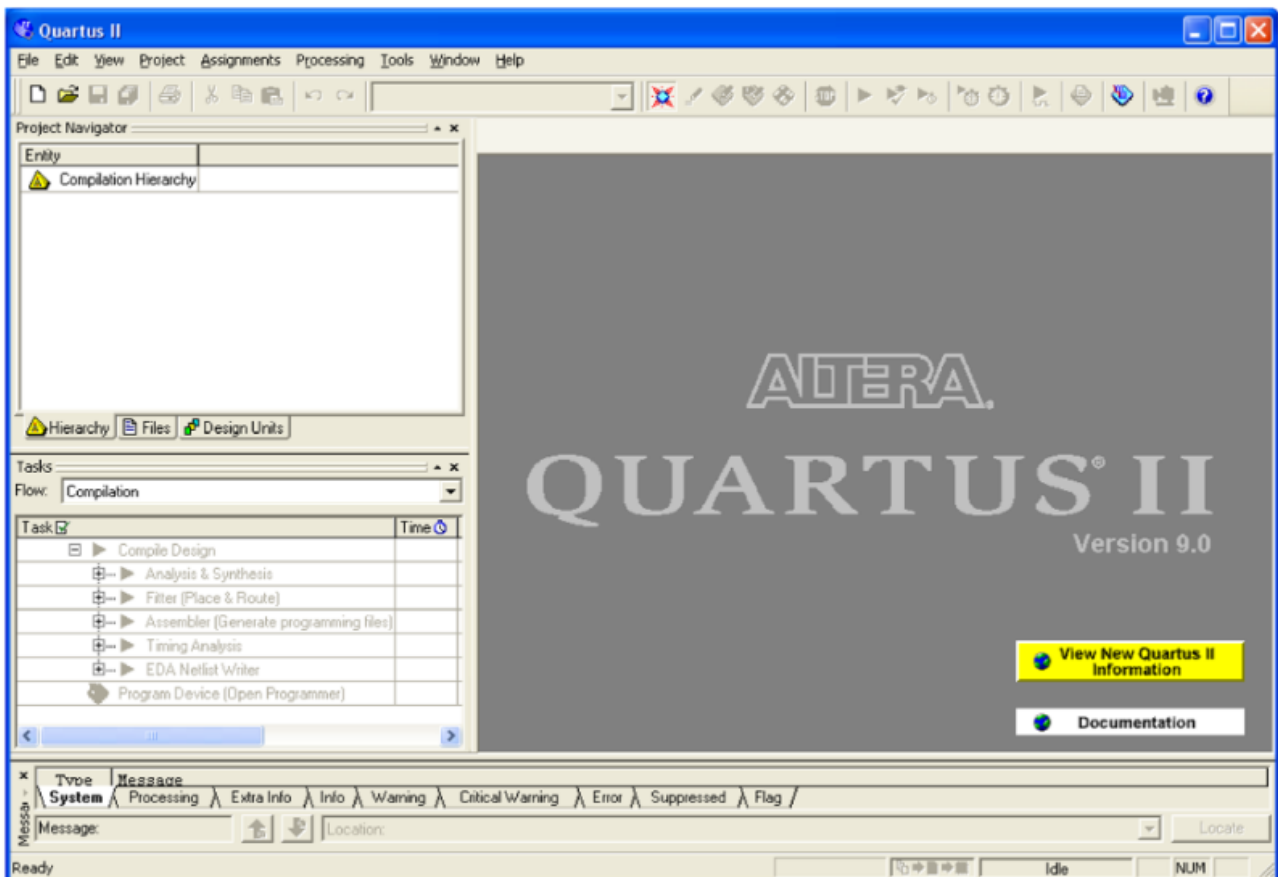 Quartus II
File Edit View Project Assignments Processing Tools Window Help
Project Navigator
Entity
Compilation Hierarchy
Hierarchy Files Design Units
Tasks
Flow: Compilation
Task Time
Compile Design
Analysis & Synthesis
Fitter (Place & Route)
Assembler (Generate programming files)
Timing Analysis
EDA Netlist Writer
Program Device (Open Programmer)
ALTERA.
QUARTUS® II
Version 9.0
View New Quartus II
Information
Documentation
Type Message
System Processing Extra Info Info Warning Critical Warning Error Suppressed Flag
Message: Location: Locate
Ready Idle NUM